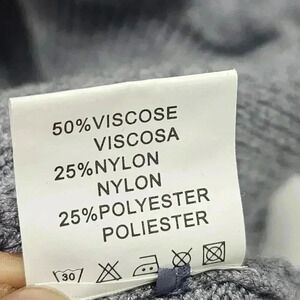 50%VISCOSE
VISCOSA
25%NYLON
NYLON
25%POLYESTER
POLIESTER
30